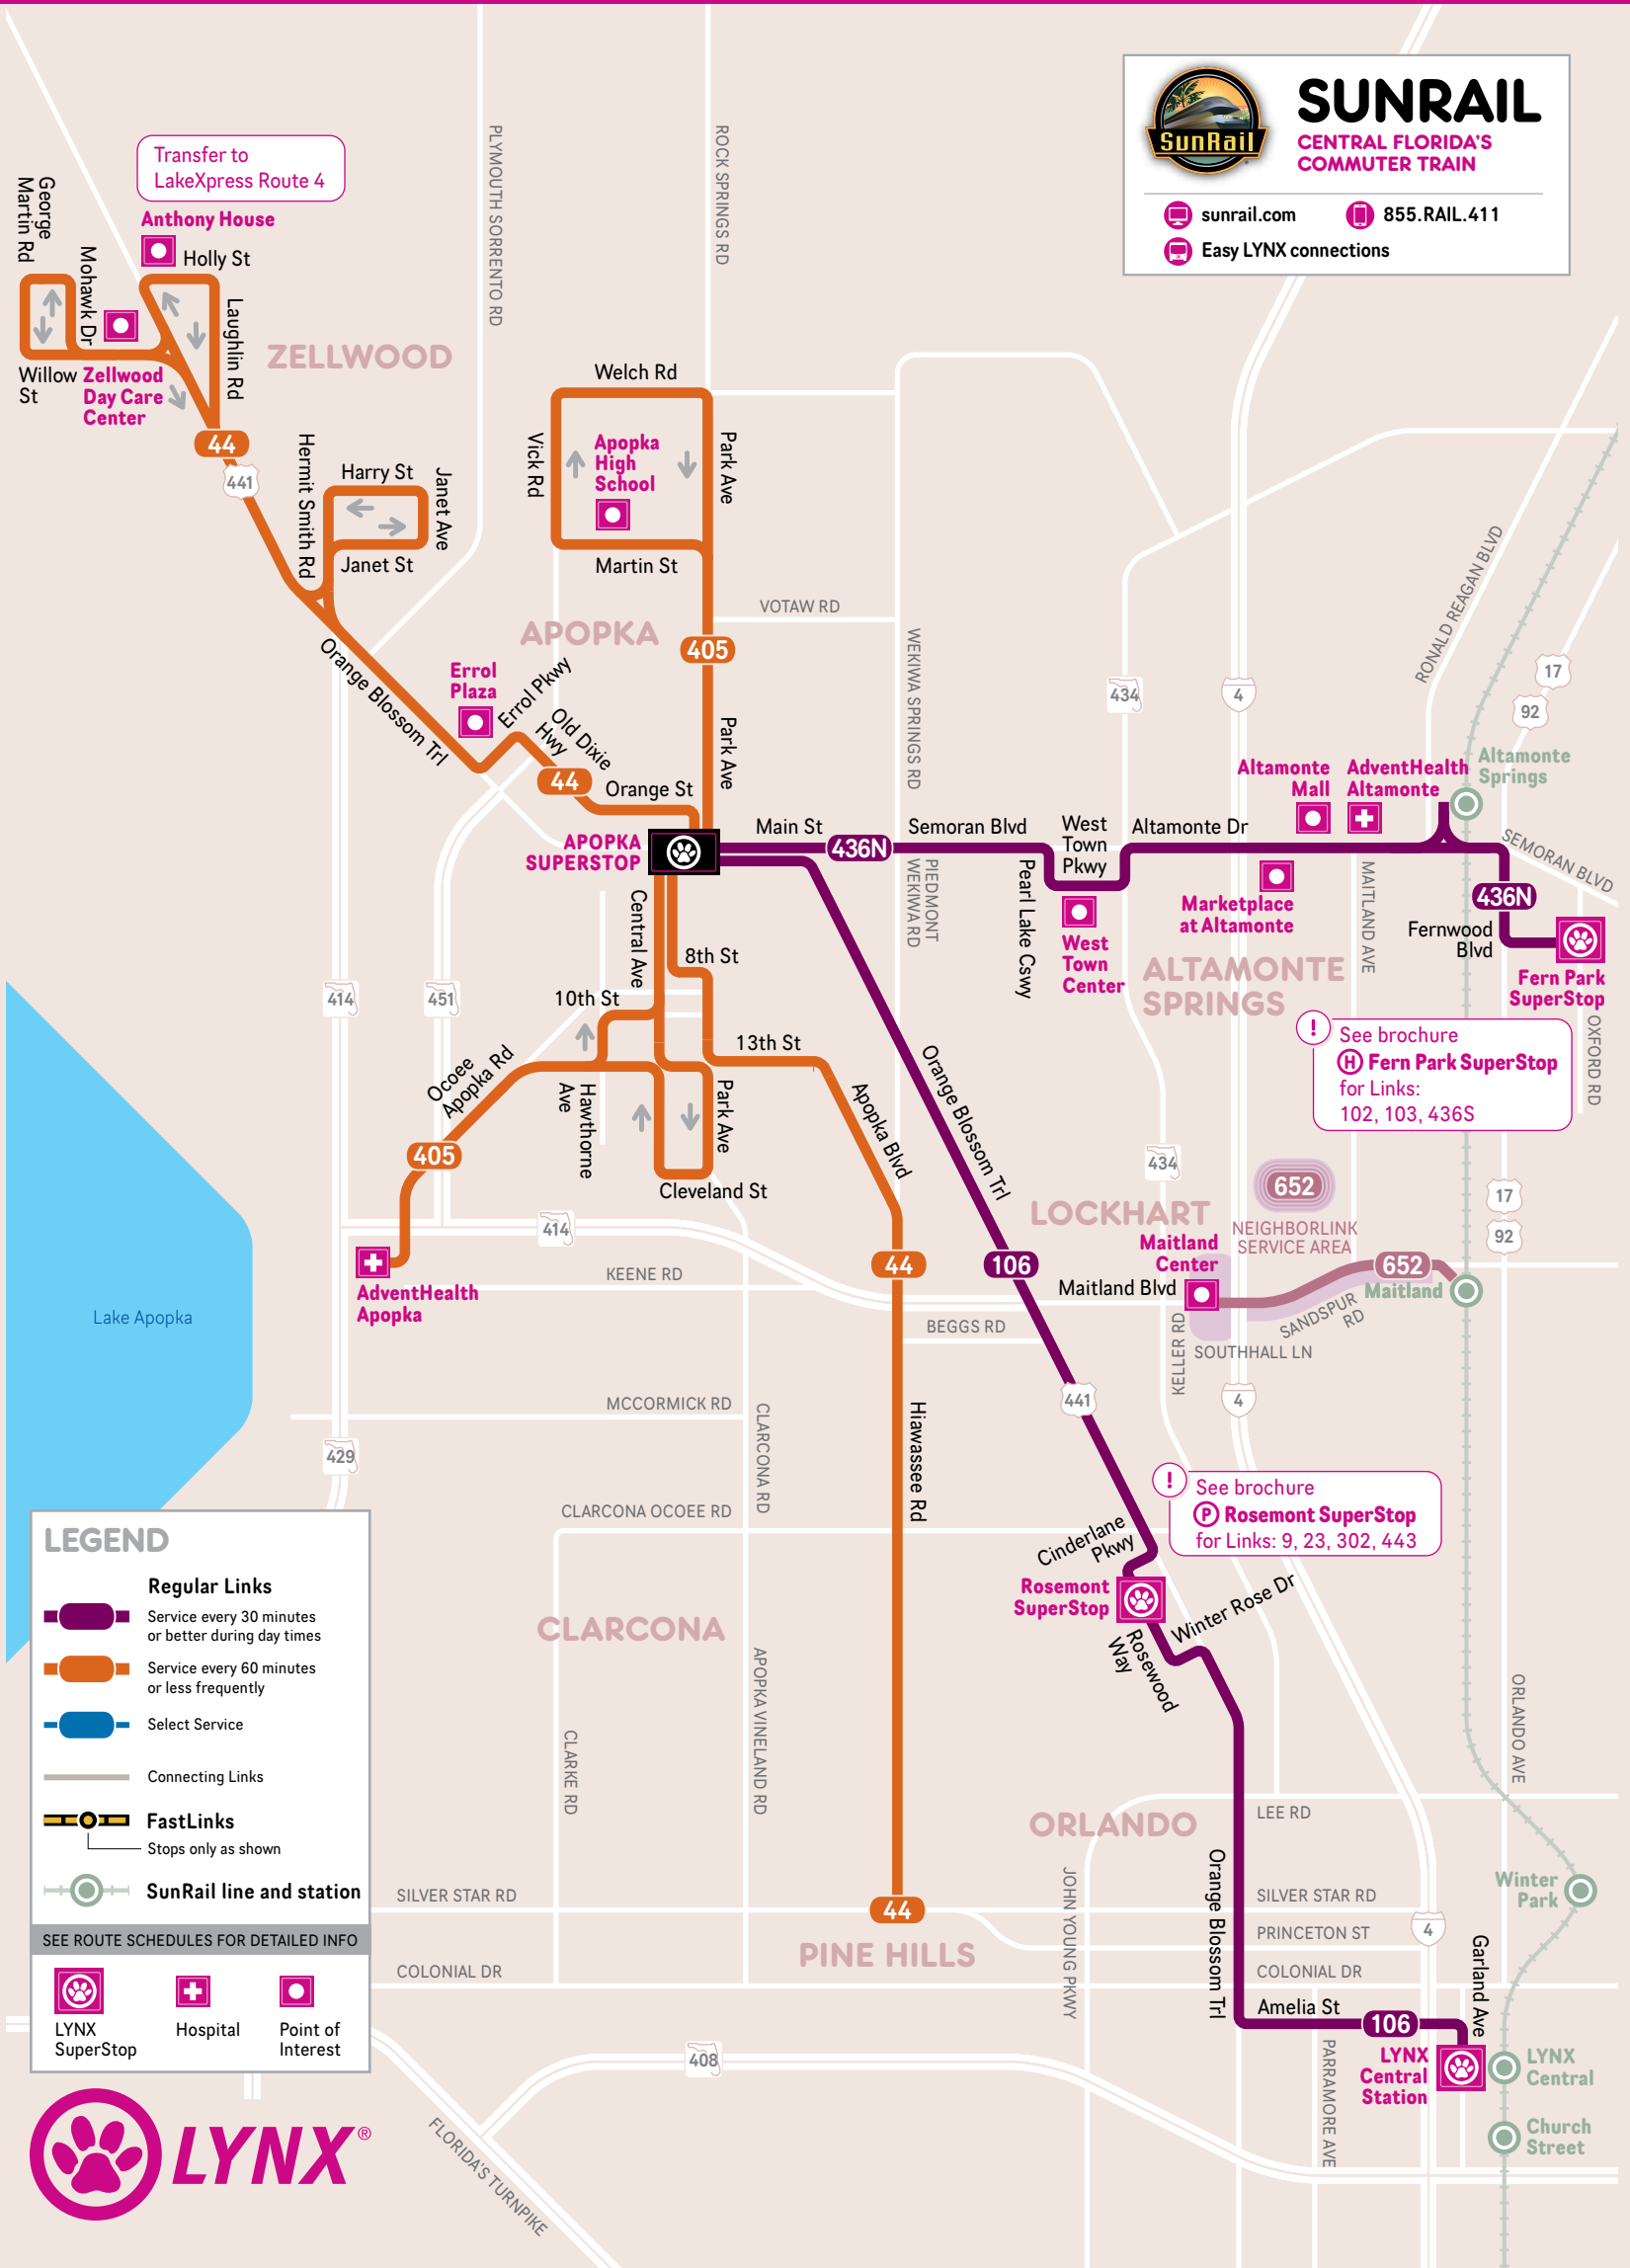 SunRail
SUNRAIL
CENTRAL FLORIDA'S
COMMUTER TRAIN
sunrail.com
855.RAIL.411
Easy LYNX connections
Transfer to
LakeXpress Route 4
Anthony House
George
Martin Rd
Mohawk Dr
Holly St
Laughlin Rd
Willow
St
Zellwood
Day Care
Center
ZELLWOOD
44
441
PLYMOUTH SORRENTO RD
ROCK SPRINGS RD
Hermit Smith Rd
Harry St
Janet Ave
Janet St
Welch Rd
Vick Rd
Apopka
High
School
Park Ave
Martin St
VOTAW RD
APOPKA
405
Orange Blossom Trl
Errol
Plaza
Errol Pkwy
Old Dixie
Hwy
44
Orange St
Park Ave
WEKIWA SPRINGS RD
434
4
RONALD REAGAN BLVD
17
92
Altamonte
Springs
Altamonte
Mall
AdventHealth
Altamonte
APOPKA
SUPERSTOP
Main St
436N
Semoran Blvd
West
Town
Pkwy
Altamonte Dr
SEMORAN BLVD
PIEDMONT
WEKIWA RD
Pearl Lake Cswy
West
Town
Center
Marketplace
at Altamonte
MAITLAND AVE
436N
Fernwood
Blvd
Fern Park
SuperStop
ALTAMONTE
SPRINGS
OXFORD RD
!
See brochure
H Fern Park SuperStop
for Links:
102, 103, 436S
Central Ave
8th St
10th St
13th St
414
451
Ocoee
Apopka Rd
Hawthorne
Ave
Park Ave
Apopka Blvd
Orange Blossom Trl
405
Cleveland St
414
AdventHealth
Apopka
KEENE RD
Lake Apopka
44
106
434
LOCKHART
652
NEIGHBORLINK
SERVICE AREA
17
92
Maitland
Center
Maitland Blvd
652
Maitland
SANDSPUR
RD
KELLER RD
SOUTHHALL LN
BEGGS RD
441
4
MCCORMICK RD
CLARCONA RD
Hiawassee Rd
429
CLARCONA OCOEE RD
!
See brochure
P Rosemont SuperStop
for Links: 9, 23, 302, 443
Cinderlane
Pkwy
Rosemont
SuperStop
Winter Rose Dr
Rosewood
Way
CLARCONA
CLARKE RD
APOPKA VINELAND RD
ORLANDO AVE
ORLANDO
LEE RD
JOHN YOUNG PKWY
Orange Blossom Trl
Winter
Park
SILVER STAR RD
44
SILVER STAR RD
PRINCETON ST
4
PINE HILLS
COLONIAL DR
COLONIAL DR
Garland Ave
Amelia St
106
PARRAMORE AVE
LYNX
Central
Station
LYNX
Central
Church
Street
408
FLORIDA'S TURNPIKE
LEGEND
Regular Links
Service every 30 minutes
or better during day times
Service every 60 minutes
or less frequently
Select Service
Connecting Links
FastLinks
Stops only as shown
SunRail line and station
SEE ROUTE SCHEDULES FOR DETAILED INFO
LYNX
SuperStop
Hospital
Point of
Interest
LYNX®